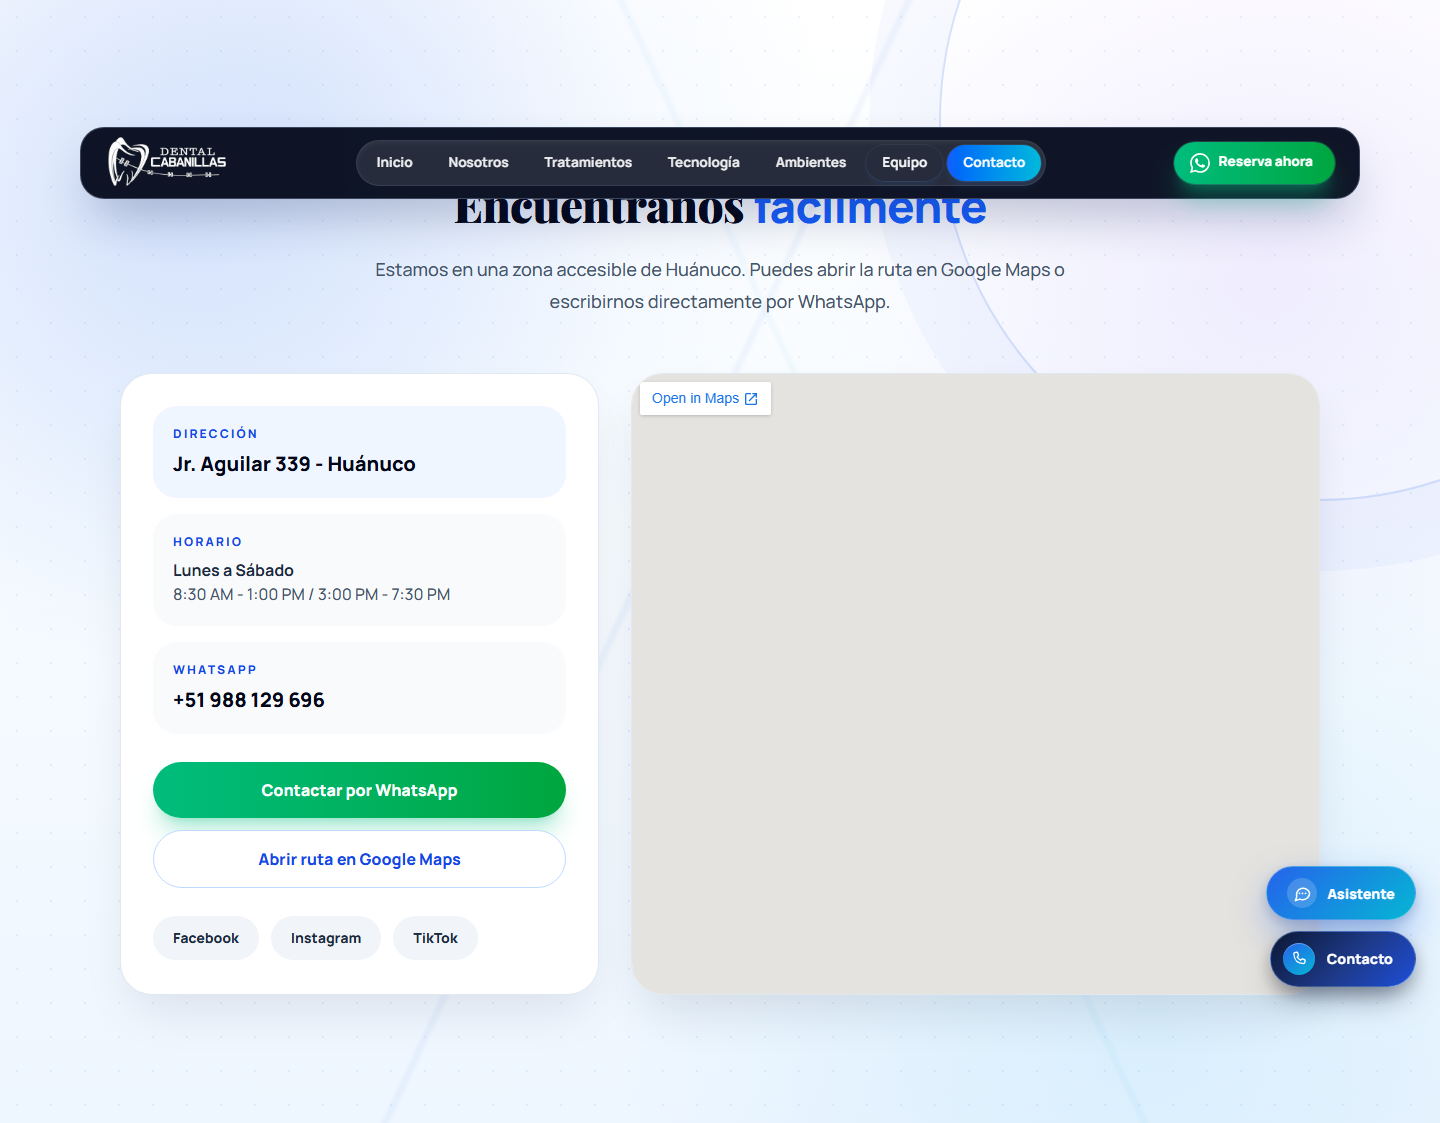 DENTAL
CABANILLAS
Inicio
Nosotros
Tratamientos
Tecnología
Ambientes
Equipo
Contacto
Reserva ahora
Encuéntranos fácilmente
Estamos en una zona accesible de Huánuco. Puedes abrir la ruta en Google Maps o
escribirnos directamente por WhatsApp.
DIRECCIÓN
Jr. Aguilar 339 - Huánuco
HORARIO
Lunes a Sábado
8:30 AM - 1:00 PM / 3:00 PM - 7:30 PM
WHATSAPP
+51 988 129 696
Contactar por WhatsApp
Abrir ruta en Google Maps
Facebook
Instagram
TikTok
Open in Maps
Asistente
Contacto